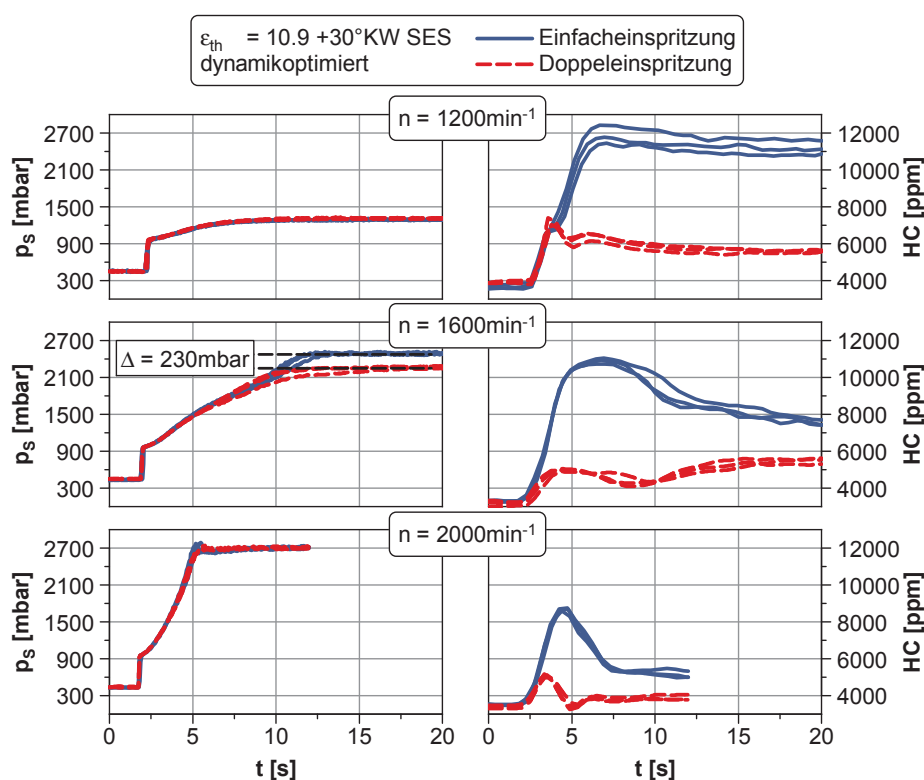 ε_th = 10.9 +30°KW SES
dynamikoptimiert
Einfacheinspritzung
Doppeleinspritzung
n = 1200min⁻¹
p_S [mbar]
2700
2100
1500
900
300
12000
10000
8000
6000
4000
HC [ppm]
n = 1600min⁻¹
Δ = 230mbar
p_S [mbar]
2700
2100
1500
900
300
12000
10000
8000
6000
4000
HC [ppm]
n = 2000min⁻¹
p_S [mbar]
2700
2100
1500
900
300
12000
10000
8000
6000
4000
HC [ppm]
0 5 10 15 20
0 5 10 15 20
t [s]
t [s]